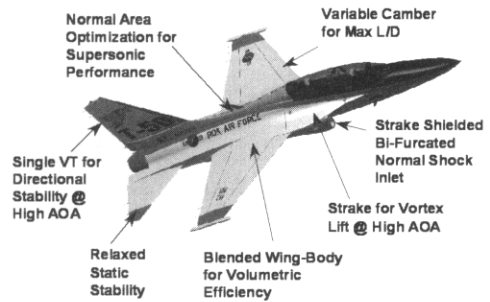 Normal Area
Optimization for
Supersonic
Performance
Variable Camber
for Max L/D
T-50
ROK AIR FORCE
Single VT for
Directional
Stability @
High AOA
Strake Shielded
Bi-Furcated
Normal Shock
Inlet
Strake for Vortex
Lift @ High AOA
Relaxed
Static
Stability
Blended Wing-Body
for Volumetric
Efficiency